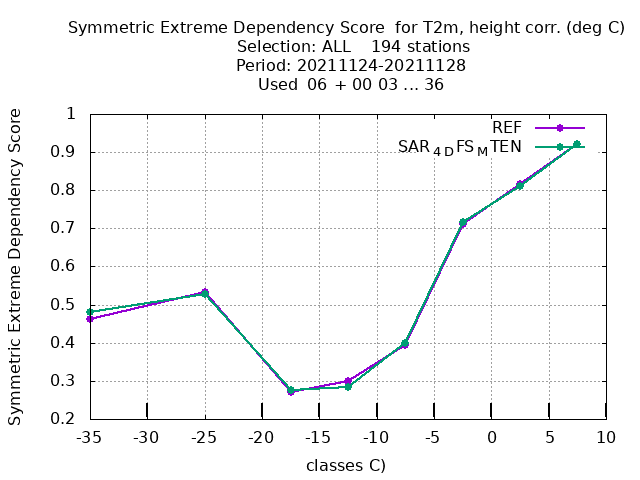 Symmetric Extreme Dependency Score for T2m, height corr. (deg C)
Selection: ALL 194 stations
Period: 20211124-20211128
Used 06 + 00 03 ... 36
Symmetric Extreme Dependency Score
1
0.9
0.8
0.7
0.6
0.5
0.4
0.3
0.2
REF
SAR4DFSMTEN
-35 -30 -25 -20 -15 -10 -5 0 5 10
classes C)